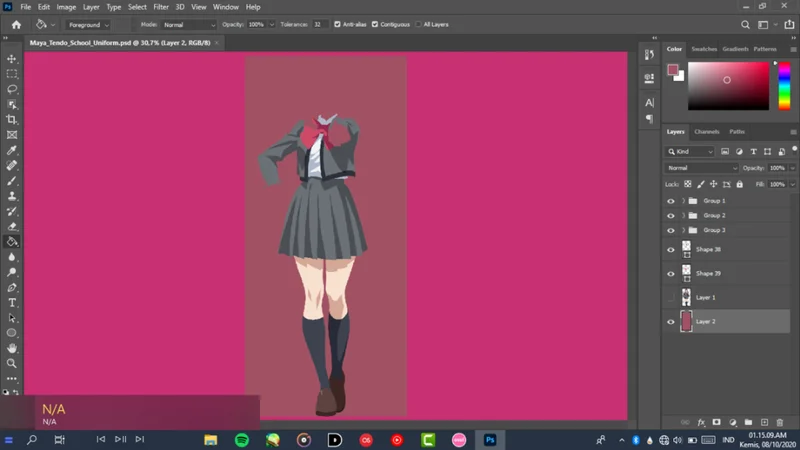 File Edit Image Layer Type Select Filter 3D View Window Help
Foreground Mode: Normal Opacity: 100% Tolerance: 32 Anti-alias Contiguous All Layers
Maya_Tendo_School_Uniform.psd @ 30,7% (Layer 2, RGB/8)
Color Swatches Gradients Patterns
Layers Channels Paths
Kind
Normal Opacity: 100%
Lock: Fill: 100%
Group 1
Group 2
Group 3
Shape 38
Shape 39
Layer 1
Layer 2
N/A
N/A
Ps
IND
01.15.09 AM
Kemis, 08/10/2020